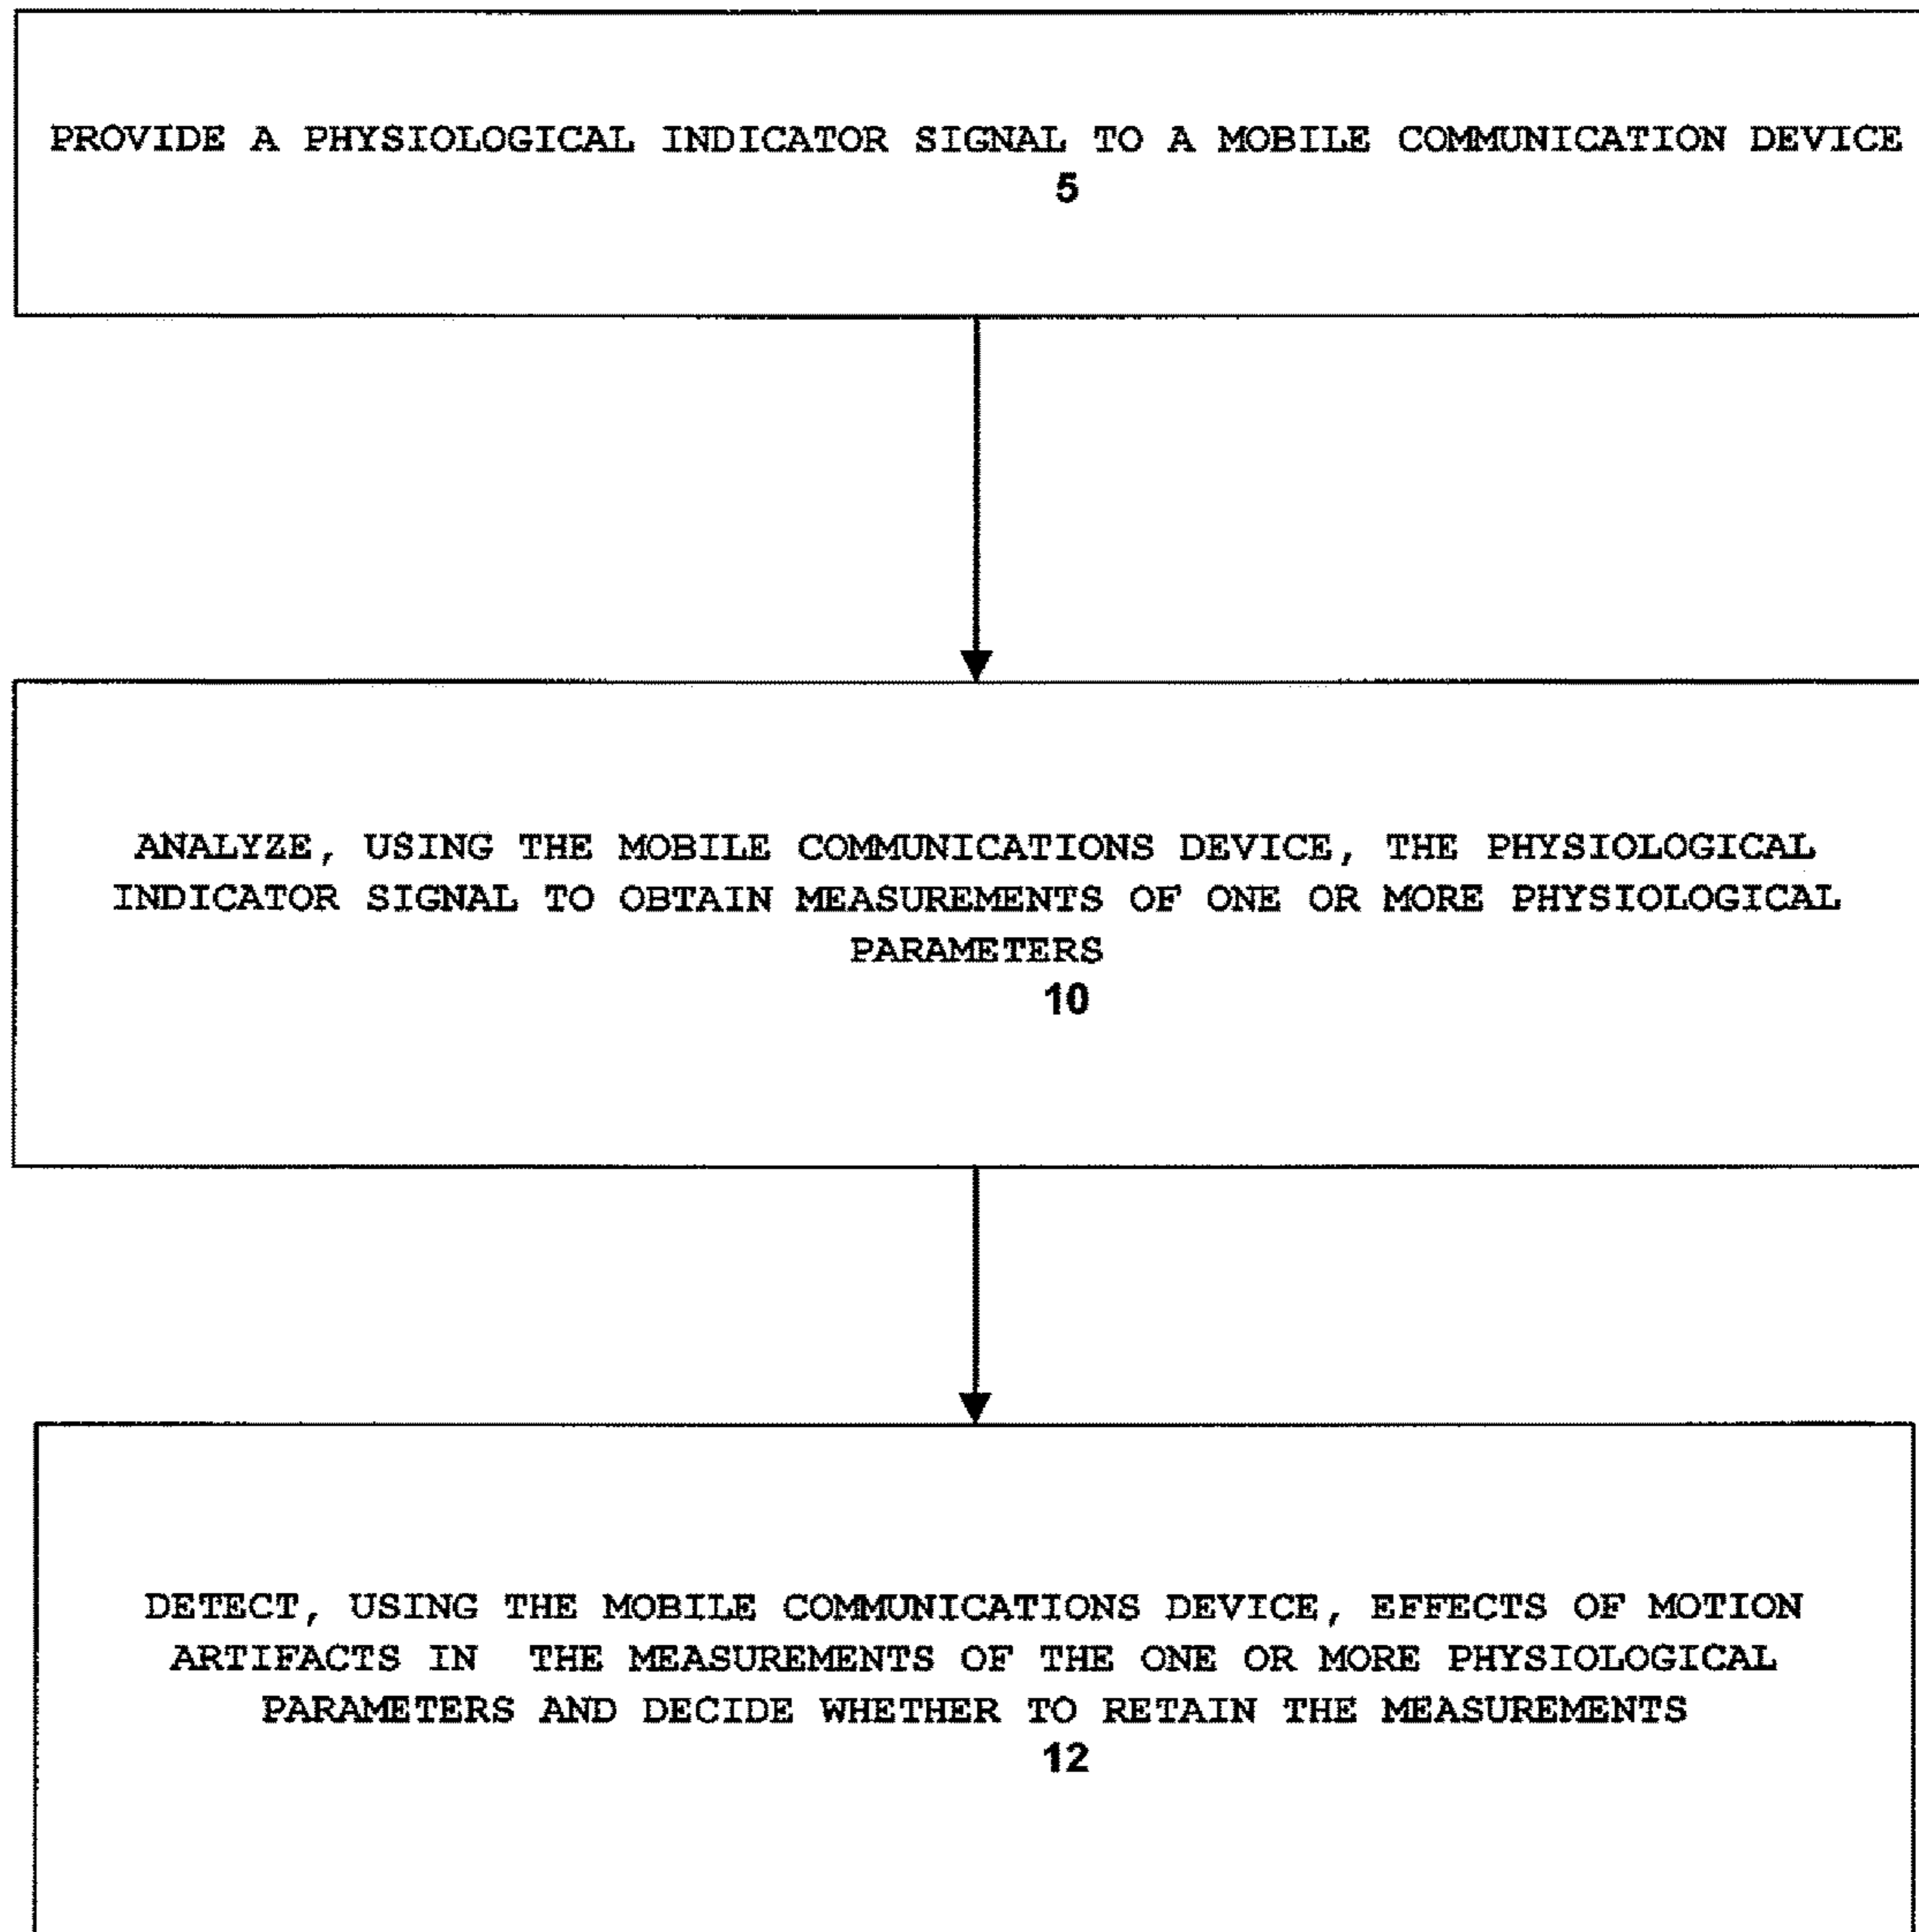 PROVIDE A PHYSIOLOGICAL INDICATOR SIGNAL TO A MOBILE COMMUNICATION DEVICE
5
ANALYZE, USING THE MOBILE COMMUNICATIONS DEVICE, THE PHYSIOLOGICAL
INDICATOR SIGNAL TO OBTAIN MEASUREMENTS OF ONE OR MORE PHYSIOLOGICAL
PARAMETERS
10
DETECT, USING THE MOBILE COMMUNICATIONS DEVICE, EFFECTS OF MOTION
ARTIFACTS IN THE MEASUREMENTS OF THE ONE OR MORE PHYSIOLOGICAL
PARAMETERS AND DECIDE WHETHER TO RETAIN THE MEASUREMENTS
12